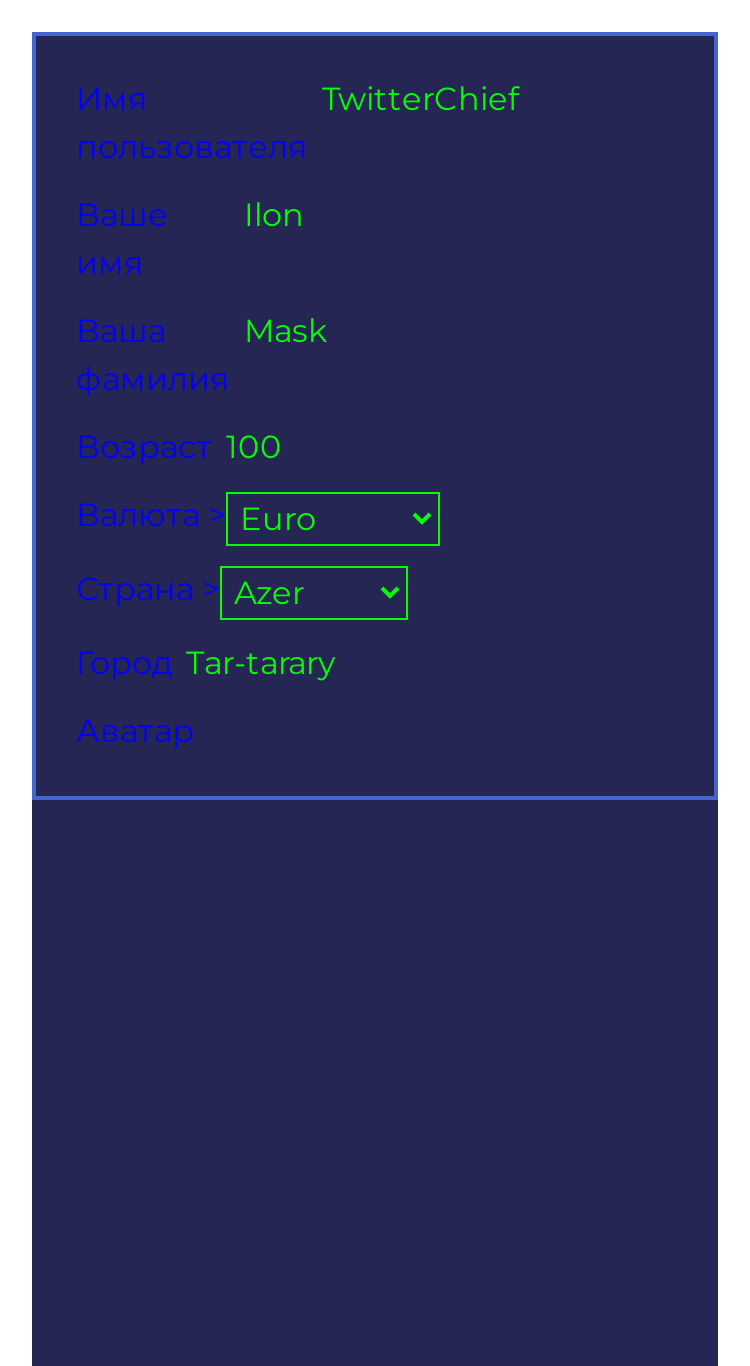 Имя TwitterChief
пользователя
Ваше Ilon
имя
Ваша Mask
фамилия
Возраст 100
Валюта > Euro
Страна > Azer
Город Tar-tarary
Аватар